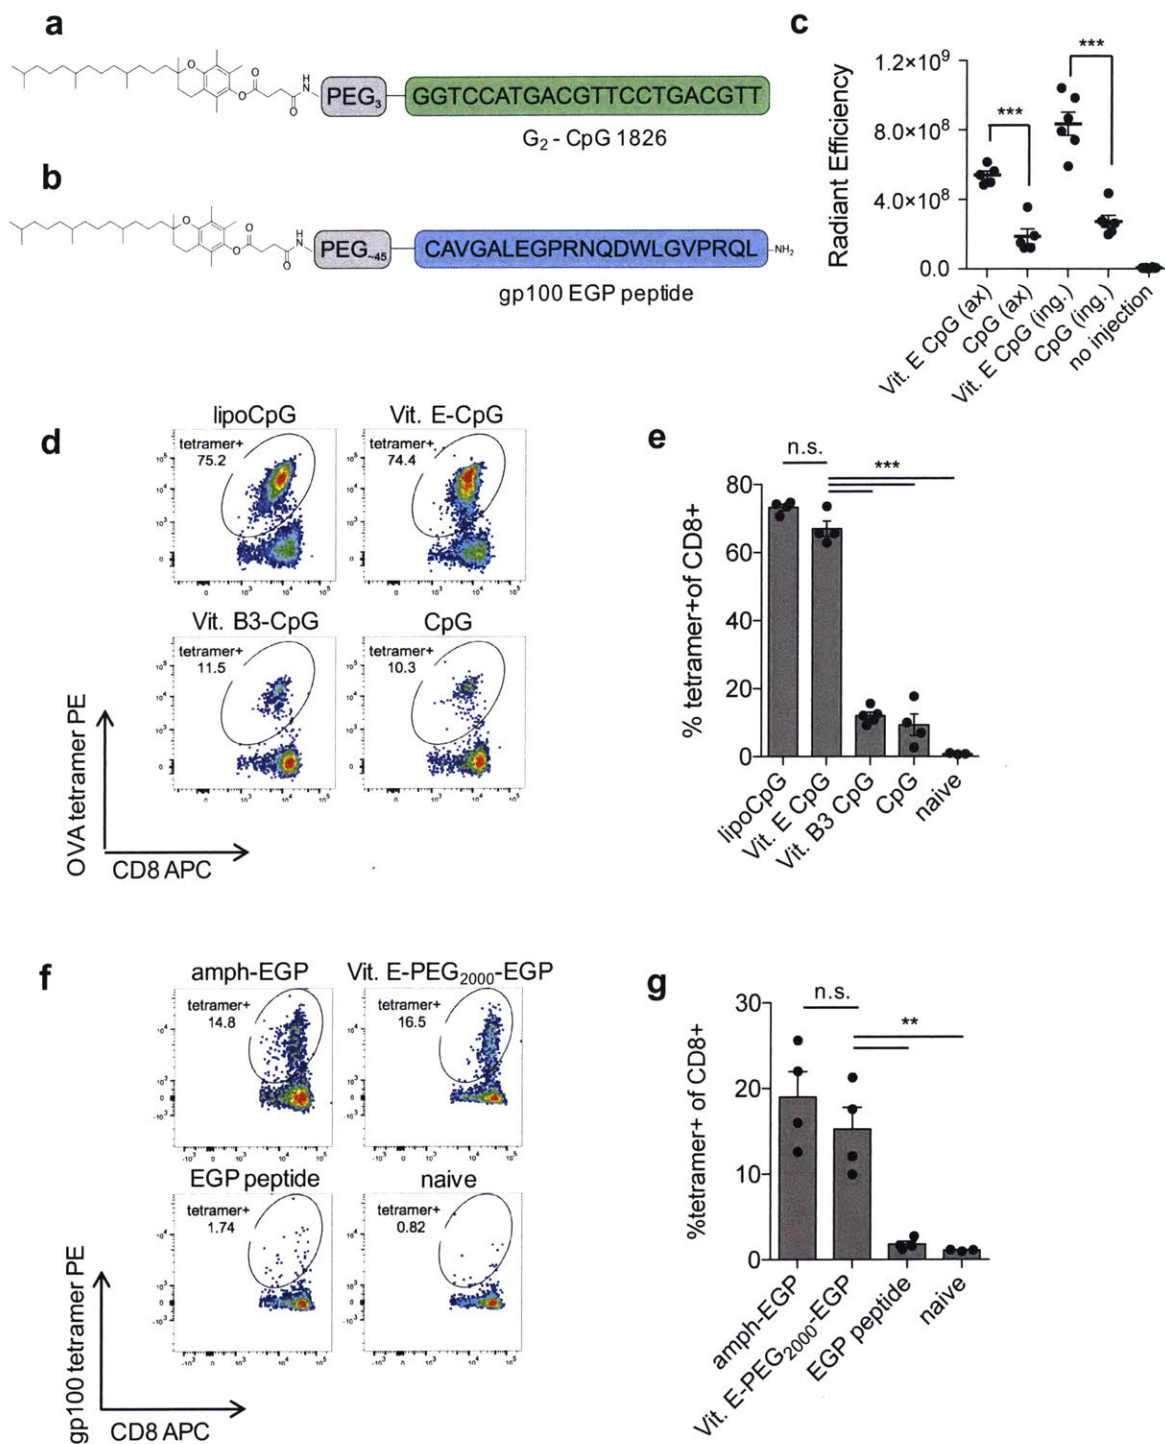 a
PEG3
GGTCCATGACGTTCCTGACGTT
G2 - CpG 1826
b
PEG~45
CAVGALEGPRNQDWLGVPRQL
NH2
gp100 EGP peptide
c
Radiant Efficiency
1.2×10^9
8.0×10^8
4.0×10^8
0.0
***
***
Vit. E CpG (ax)
CpG (ax)
Vit. E CpG (ing.)
CpG (ing.)
no injection
d
lipoCpG
tetramer+
75.2
Vit. E-CpG
tetramer+
74.4
Vit. B3-CpG
tetramer+
11.5
CpG
tetramer+
10.3
OVA tetramer PE
CD8 APC
e
n.s.
***
% tetramer+of CD8+
80
60
40
20
0
lipoCpG
Vit. E CpG
Vit. B3 CpG
CpG
naive
f
amph-EGP
tetramer+
14.8
Vit. E-PEG2000-EGP
tetramer+
16.5
EGP peptide
tetramer+
1.74
naive
tetramer+
0.82
gp100 tetramer PE
CD8 APC
g
n.s.
**
%tetramer+ of CD8+
30
20
10
0
amph-EGP
Vit. E-PEG2000-EGP
EGP peptide
naive